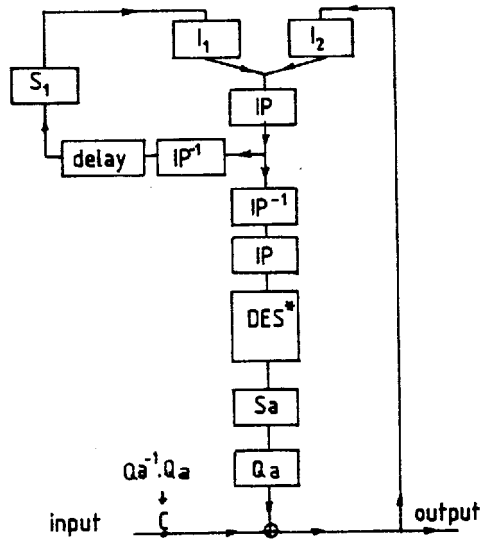 I₁
I₂
S₁
IP
delay
IP⁻¹
IP⁻¹
IP
DES*
Sa
Qa
Qa⁻¹.Qa
input
C
output